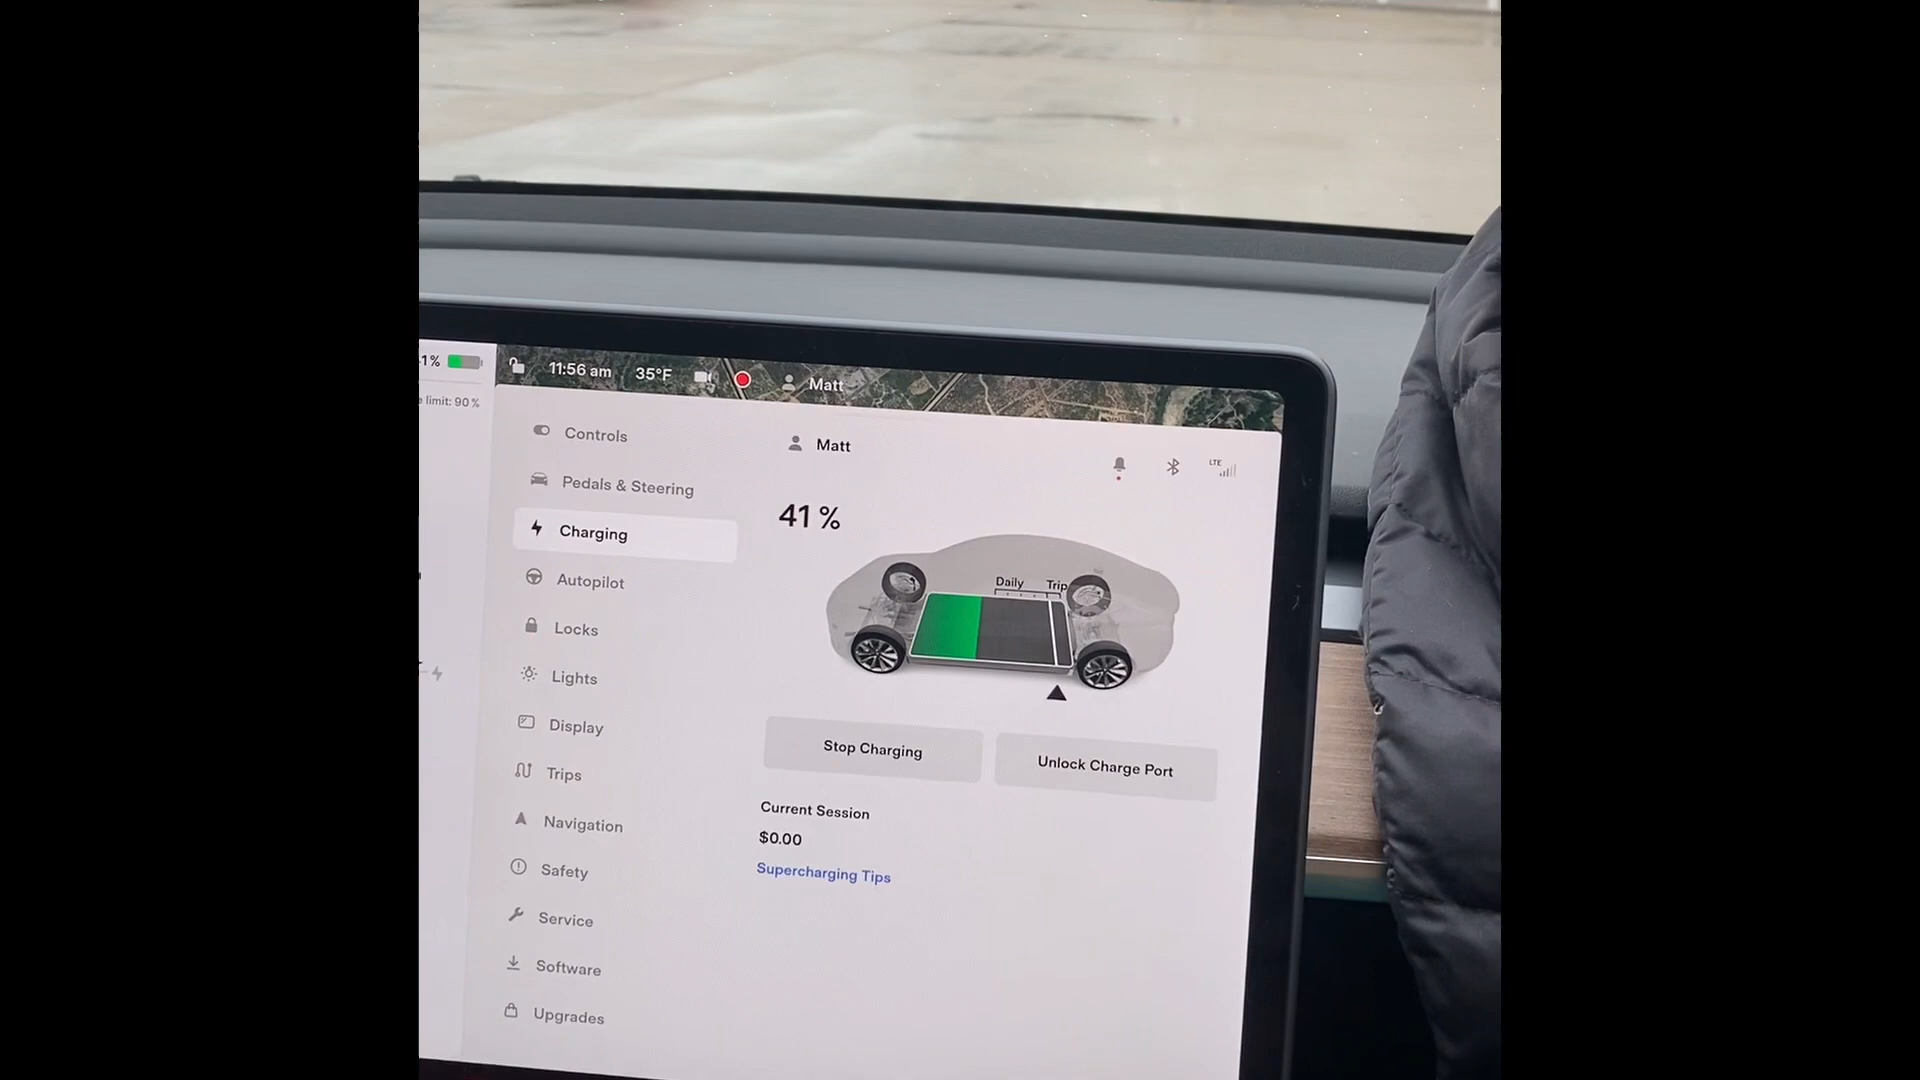 1%
limit: 90%
11:56 am 35°F Matt
Controls
Pedals & Steering
Charging
Autopilot
Locks
Lights
Display
Trips
Navigation
Safety
Service
Software
Upgrades
Matt
LTE
41 %
Daily Trip
Stop Charging
Unlock Charge Port
Current Session
$0.00
Supercharging Tips